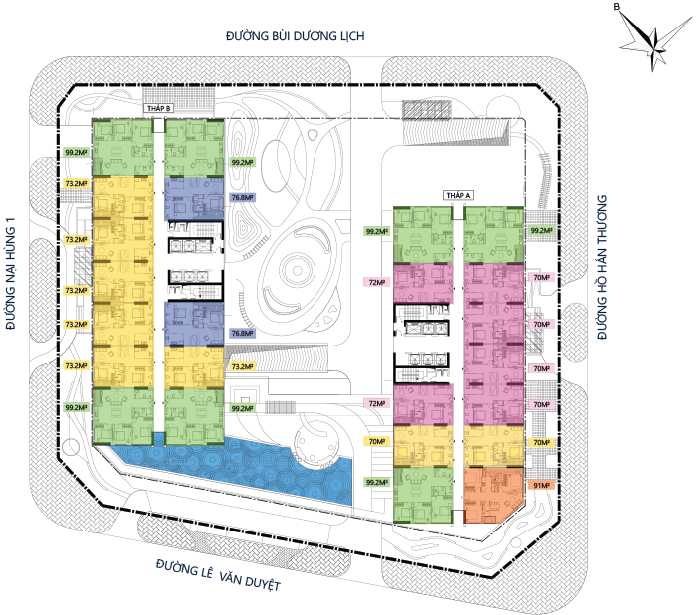 B
ĐƯỜNG BÙI DƯƠNG LỊCH
THÁP B
99.2M²
99.2M²
73.2M²
76.8M²
73.2M²
73.2M²
73.2M²
76.8M²
73.2M²
73.2M²
99.2M²
99.2M²
THÁP A
99.2M²
99.2M²
72M²
70M²
70M²
70M²
72M²
70M²
70M²
70M²
99.2M²
91M²
ĐƯỜNG MẠI HÙNG 1
ĐƯỜNG HỒ HÁN THƯƠNG
ĐƯỜNG LÊ VĂN DUYỆT